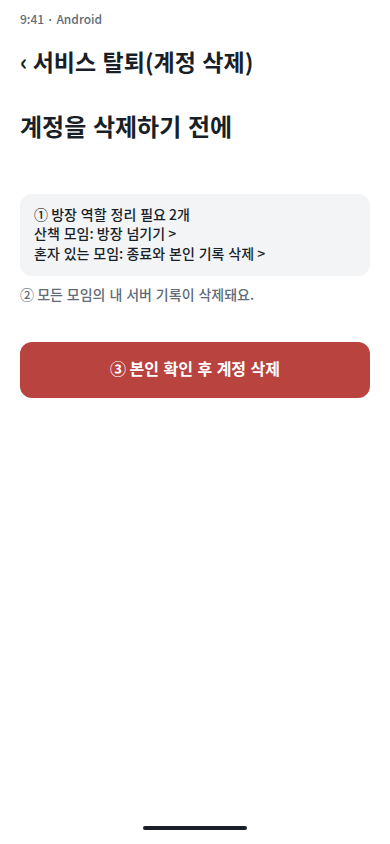 9:41 · Android
‹ 서비스 탈퇴(계정 삭제)
계정을 삭제하기 전에
① 방장 역할 정리 필요 2개
산책 모임: 방장 넘기기 >
혼자 있는 모임: 종료와 본인 기록 삭제 >
② 모든 모임의 내 서버 기록이 삭제돼요.
③ 본인 확인 후 계정 삭제